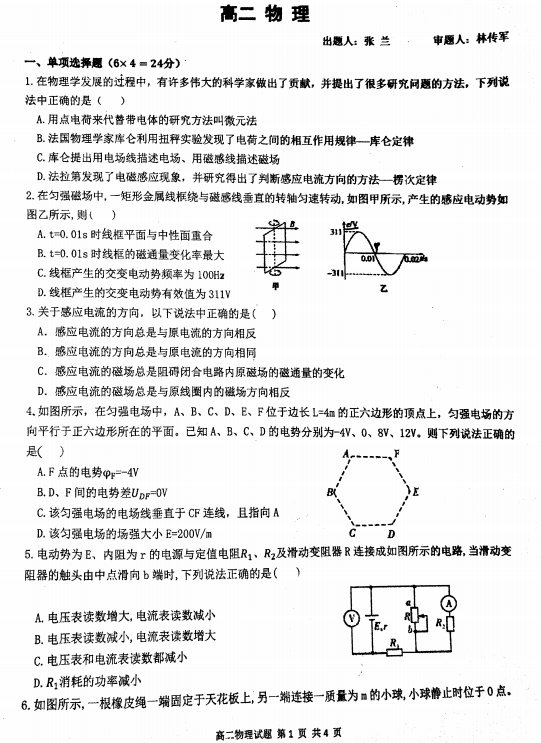 高二 物 理
出题人：张 兰 审题人：林传军
一、单项选择题（6×4＝24分）
1.在物理学发展的过程中，有许多伟大的科学家做出了贡献，并提出了很多研究问题的方法，下列说
法中正确的是（ ）
A.用点电荷来代替带电体的研究方法叫微元法
B.法国物理学家库仑利用扭秤实验发现了电荷之间的相互作用规律—库仑定律
C.库仑提出用电场线描述电场、用磁感线描述磁场
D.法拉第发现了电磁感应现象，并研究得出了判断感应电流方向的方法—楞次定律
2.在匀强磁场中,一矩形金属线框绕与磁感线垂直的转轴匀速转动,如图甲所示,产生的感应电动势如
图乙所示,则（ ）
A.t=0.01s时线框平面与中性面重合
B.t=0.01s时线框的磁通量变化率最大
C.线框产生的交变电动势频率为100Hz
D.线框产生的交变电动势有效值为311V
B
甲
e/V
311
0.01
0.02
t/s
-311
乙
3.关于感应电流的方向，以下说法中正确的是( )
A. 感应电流的方向总是与原电流的方向相反
B. 感应电流的方向总是与原电流的方向相同
C. 感应电流的磁场总是阻碍闭合电路内原磁场的磁通量的变化
D. 感应电流的磁场总是与原线圈内的磁场方向相反
4.如图所示，在匀强电场中，A、B、C、D、E、F位于边长L=4m的正六边形的顶点上，匀强电场的方
向平行于正六边形所在的平面。已知A、B、C、D的电势分别为-4V、0、8V、12V。则下列说法正确的
是( )
A.F点的电势φF=-4V
B.D、F间的电势差UDF=0V
C.该匀强电场的电场线垂直于CF连线，且指向A
D.该匀强电场的场强大小E=200V/m
A F
B E
C D
5.电动势为E、内阻为r的电源与定值电阻R₁、R₂及滑动变阻器R连接成如图所示的电路,当滑动变
阻器的触头由中点滑向b端时,下列说法正确的是( )
A.电压表读数增大,电流表读数减小
B.电压表读数减小,电流表读数增大
C.电压表和电流表读数都减小
D.R₁消耗的功率减小
V
E,r
a
R
b
A
R₂
R₁
6.如图所示,一根橡皮绳一端固定于天花板上,另一端连接一质量为m的小球,小球静止时位于O点。
高二物理试题 第 1 页 共 4 页